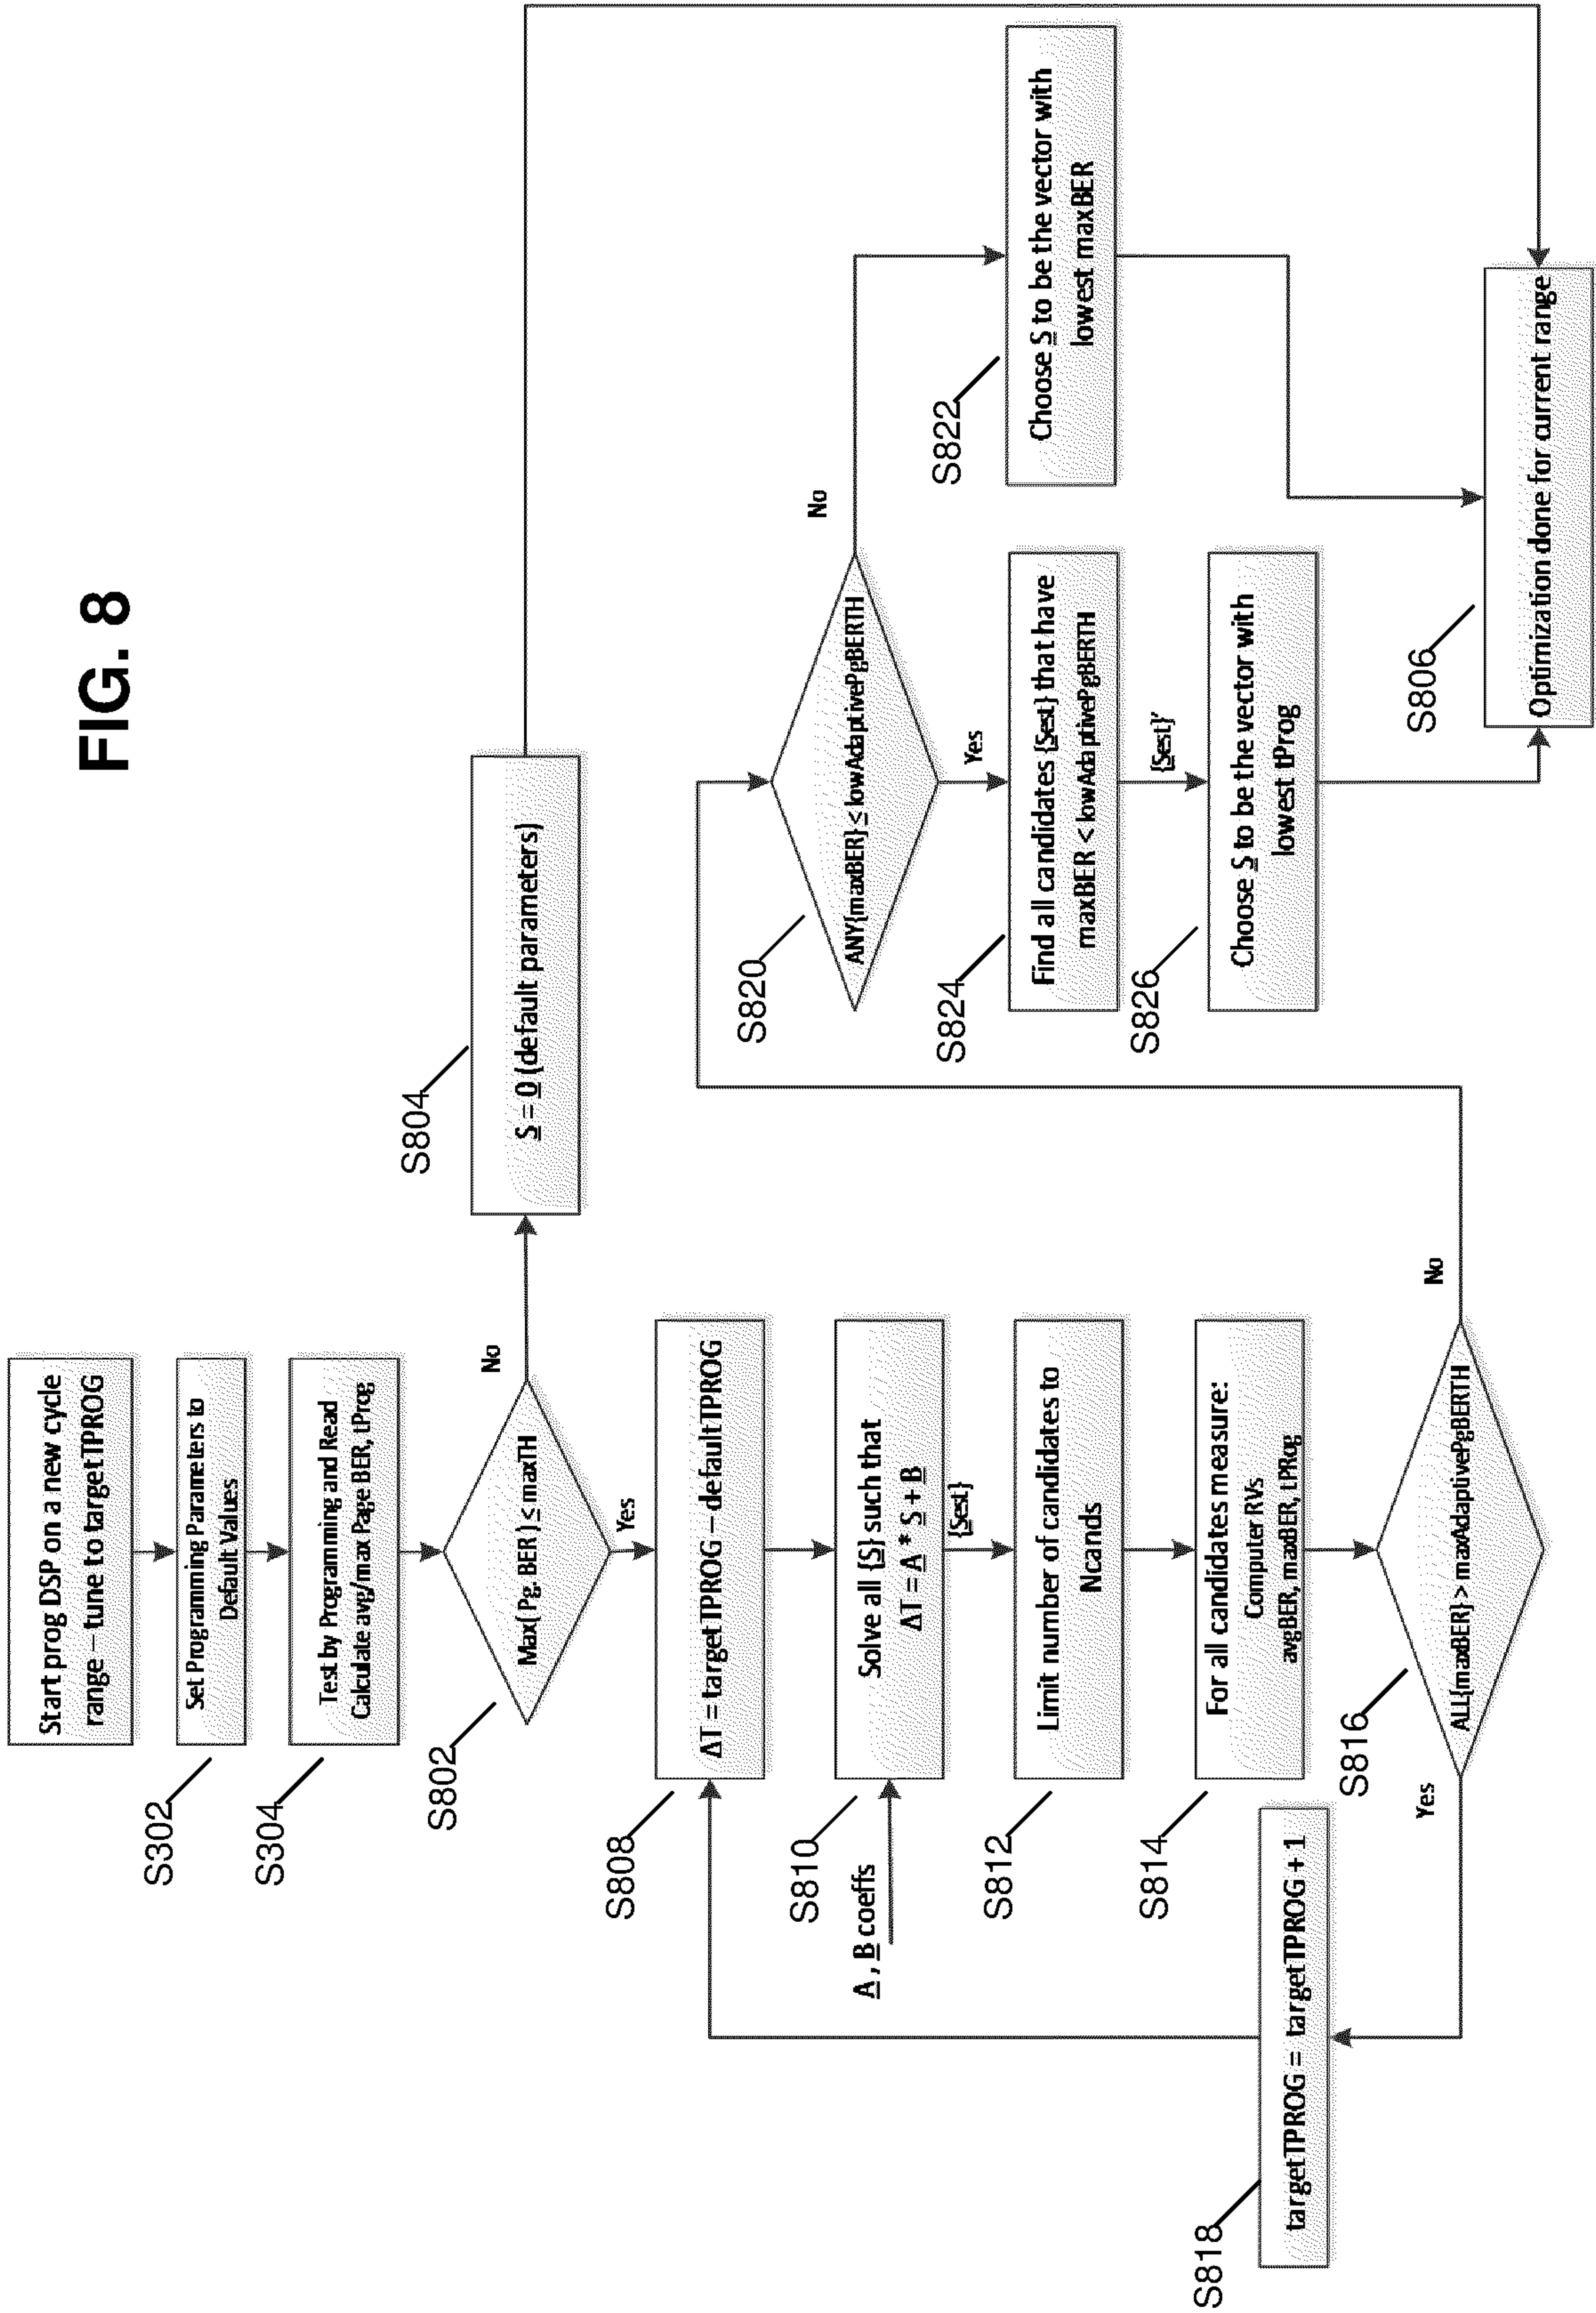 FIG. 8
Start prog DSP on a new cycle
range – tune to targetTPROG
S302
Set Programming Parameters to
Default Values
S304
Test by Programming and Read
Calculate avg/max Page BER, tProg
S802
Max(Pg. BER) ≤ maxTH
No
Yes
S804
S = 0 (default parameters)
S808
ΔT = targetTPROG – defaultTPROG
S810
A , B coeffs
Solve all {S} such that
ΔT = A * S + B
{Sest}
S812
Limit number of candidates to
Ncands
S814
For all candidates measure:
Computer RVs
avgBER, maxBER, tPRog
S816
ALL{maxBER} > maxAdaptivePgBERTH
Yes
No
S818
targetTPROG = targetTPROG + 1
S820
ANY{maxBER} ≤ lowAdaptivePgBERTH
No
Yes
S822
Choose S to be the vector with
lowest maxBER
S824
Find all candidates {Sest} that have
maxBER < lowAdaptivePgBERTH
{Sest}'
S826
Choose S to be the vector with
lowest tProg
S806
Optimization done for current range